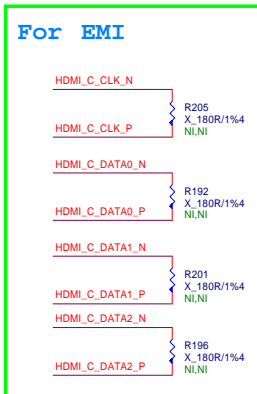 For EMI
HDMI_C_CLK_N
R205
X_180R/1%4
HDMI_C_CLK_P
NI,NI
HDMI_C_DATA0_N
R192
X_180R/1%4
HDMI_C_DATA0_P
NI,NI
HDMI_C_DATA1_N
R201
X_180R/1%4
HDMI_C_DATA1_P
NI,NI
HDMI_C_DATA2_N
R196
X_180R/1%4
HDMI_C_DATA2_P
NI,NI